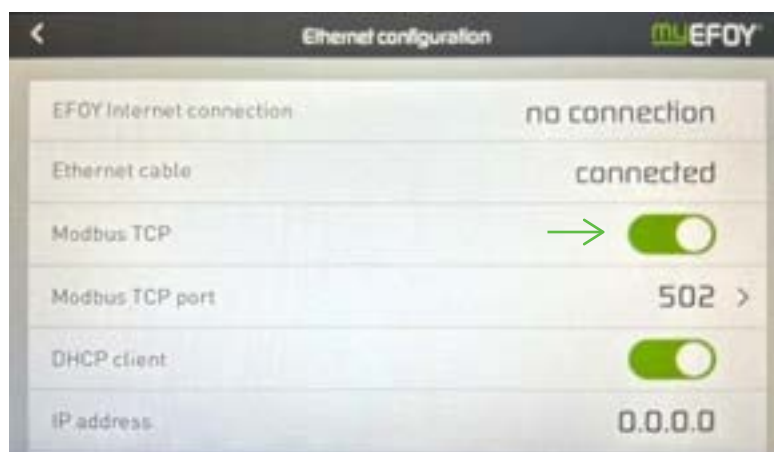 Ethernet configuration myEFOY
EFOY Internet connection no connection
Ethernet cable connected
Modbus TCP
Modbus TCP port 502 >
DHCP client
IP address 0.0.0.0